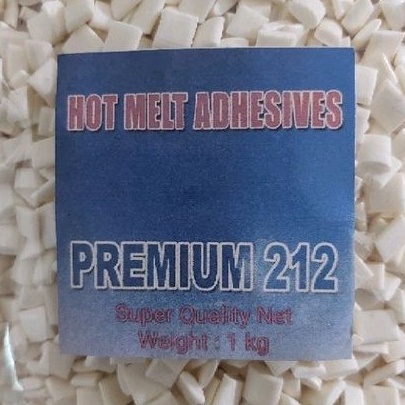 HOT MELT ADHESIVES
PREMIUM 212
Super Quality Net
Weight : 1 kg